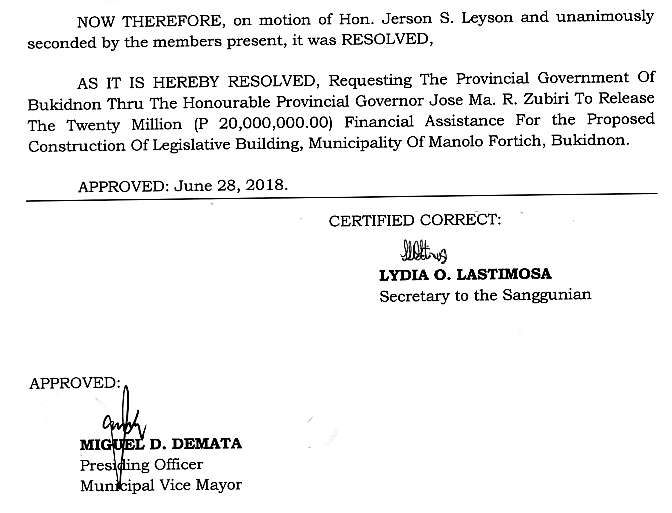 NOW THEREFORE, on motion of Hon. Jerson S. Leyson and unanimously
seconded by the members present, it was RESOLVED,
AS IT IS HEREBY RESOLVED, Requesting The Provincial Government Of
Bukidnon Thru The Honourable Provincial Governor Jose Ma. R. Zubiri To Release
The Twenty Million (P 20,000,000.00) Financial Assistance For the Proposed
Construction Of Legislative Building, Municipality Of Manolo Fortich, Bukidnon.
APPROVED: June 28, 2018.
CERTIFIED CORRECT:
LYDIA O. LASTIMOSA
Secretary to the Sanggunian
APPROVED:
MIGUEL D. DEMATA
Presiding Officer
Municipal Vice Mayor